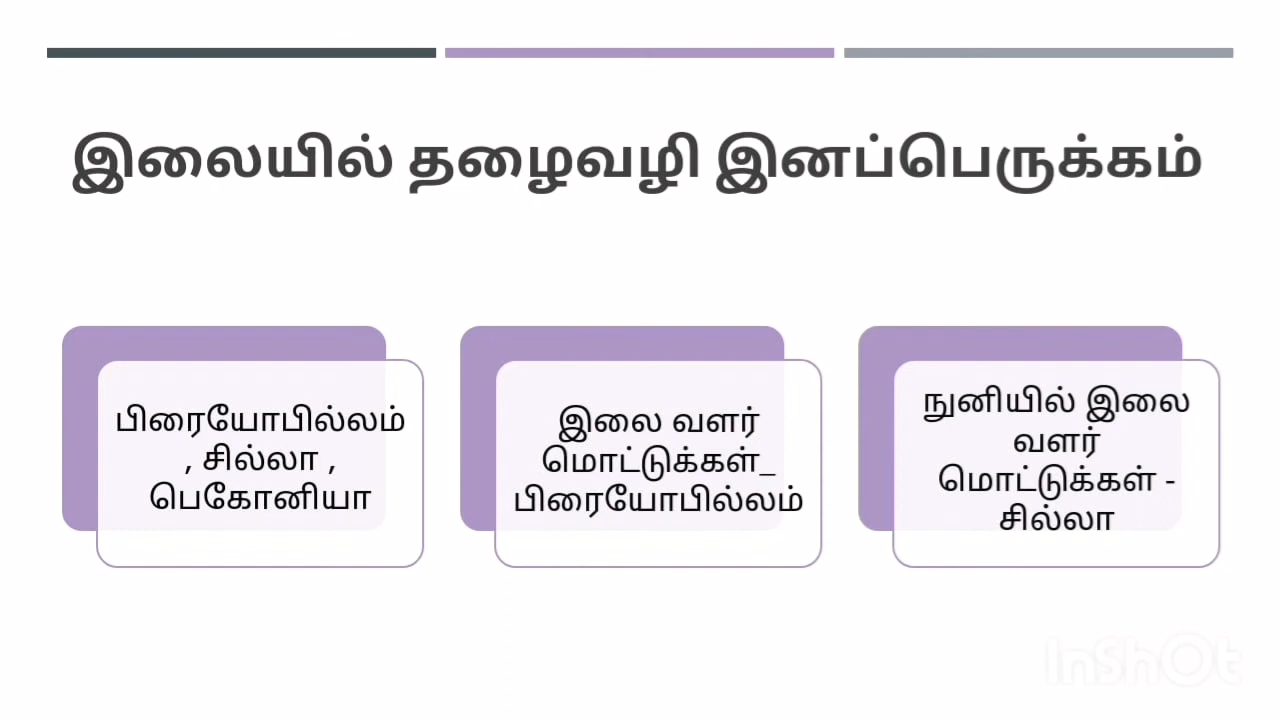 இலையில் தழைவழி இனப்பெருக்கம்
பிரையோபில்லம்
, சில்லா ,
பெகோனியா
இலை வளர்
மொட்டுக்கள்_
பிரையோபில்லம்
நுனியில் இலை
வளர்
மொட்டுக்கள் -
சில்லா
InShOt